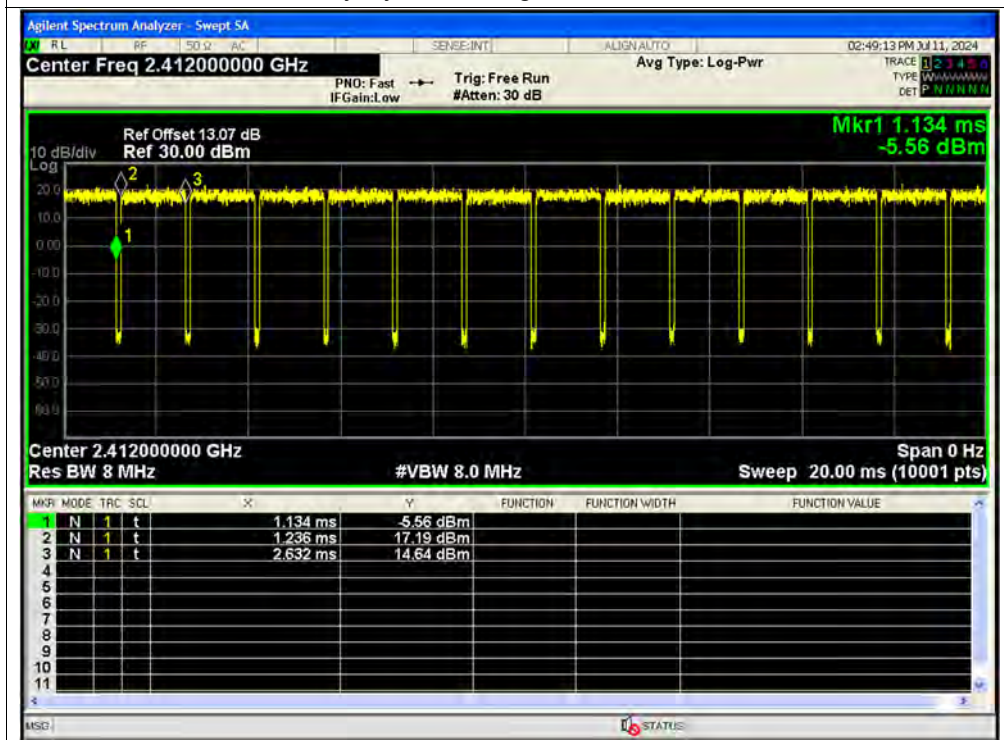 Agilent Spectrum Analyzer - Swept SA
RL RF 50 Ω AC SENSE:INT ALIGN AUTO 02:49:13 PM Jul 11, 2024
Center Freq 2.412000000 GHz
PNO: Fast
IFGain:Low
Trig: Free Run
#Atten: 30 dB
Avg Type: Log-Pwr
TRACE 1 2 3 4 5 6
TYPE W
DET P N N N N N
Mkr1 1.134 ms
-5.56 dBm
Ref Offset 13.07 dB
10 dB/div Ref 30.00 dBm
Log
20.0
10.0
0.00
-10.0
-20.0
-30.0
-40.0
-50.0
-60.0
2
3
1
Center 2.412000000 GHz Span 0 Hz
Res BW 8 MHz #VBW 8.0 MHz Sweep 20.00 ms (10001 pts)
MKR MODE TRC SCL X Y FUNCTION FUNCTION WIDTH FUNCTION VALUE
1 N 1 t 1.134 ms -5.56 dBm
2 N 1 t 1.236 ms 17.19 dBm
3 N 1 t 2.632 ms 14.64 dBm
4
5
6
7
8
9
10
11
MSG STATUS